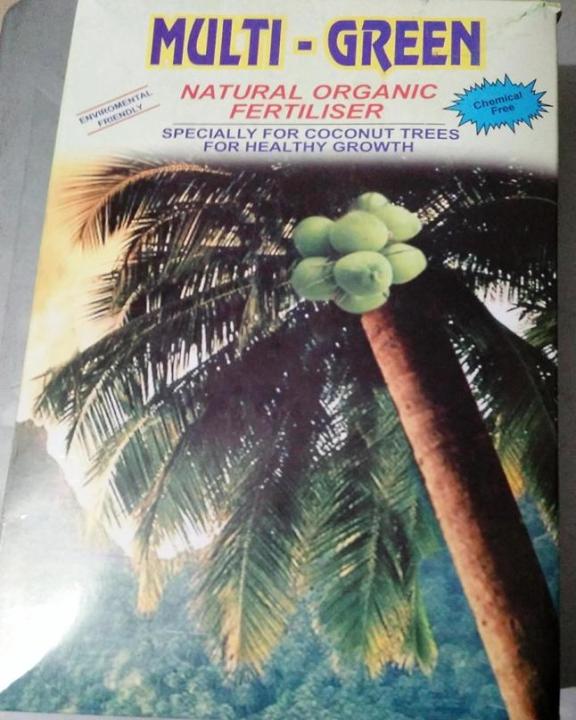 MULTI - GREEN
NATURAL ORGANIC
FERTILISER
ENVIROMENTAL
FRIENDLY
Chemical
Free
SPECIALLY FOR COCONUT TREES
FOR HEALTHY GROWTH